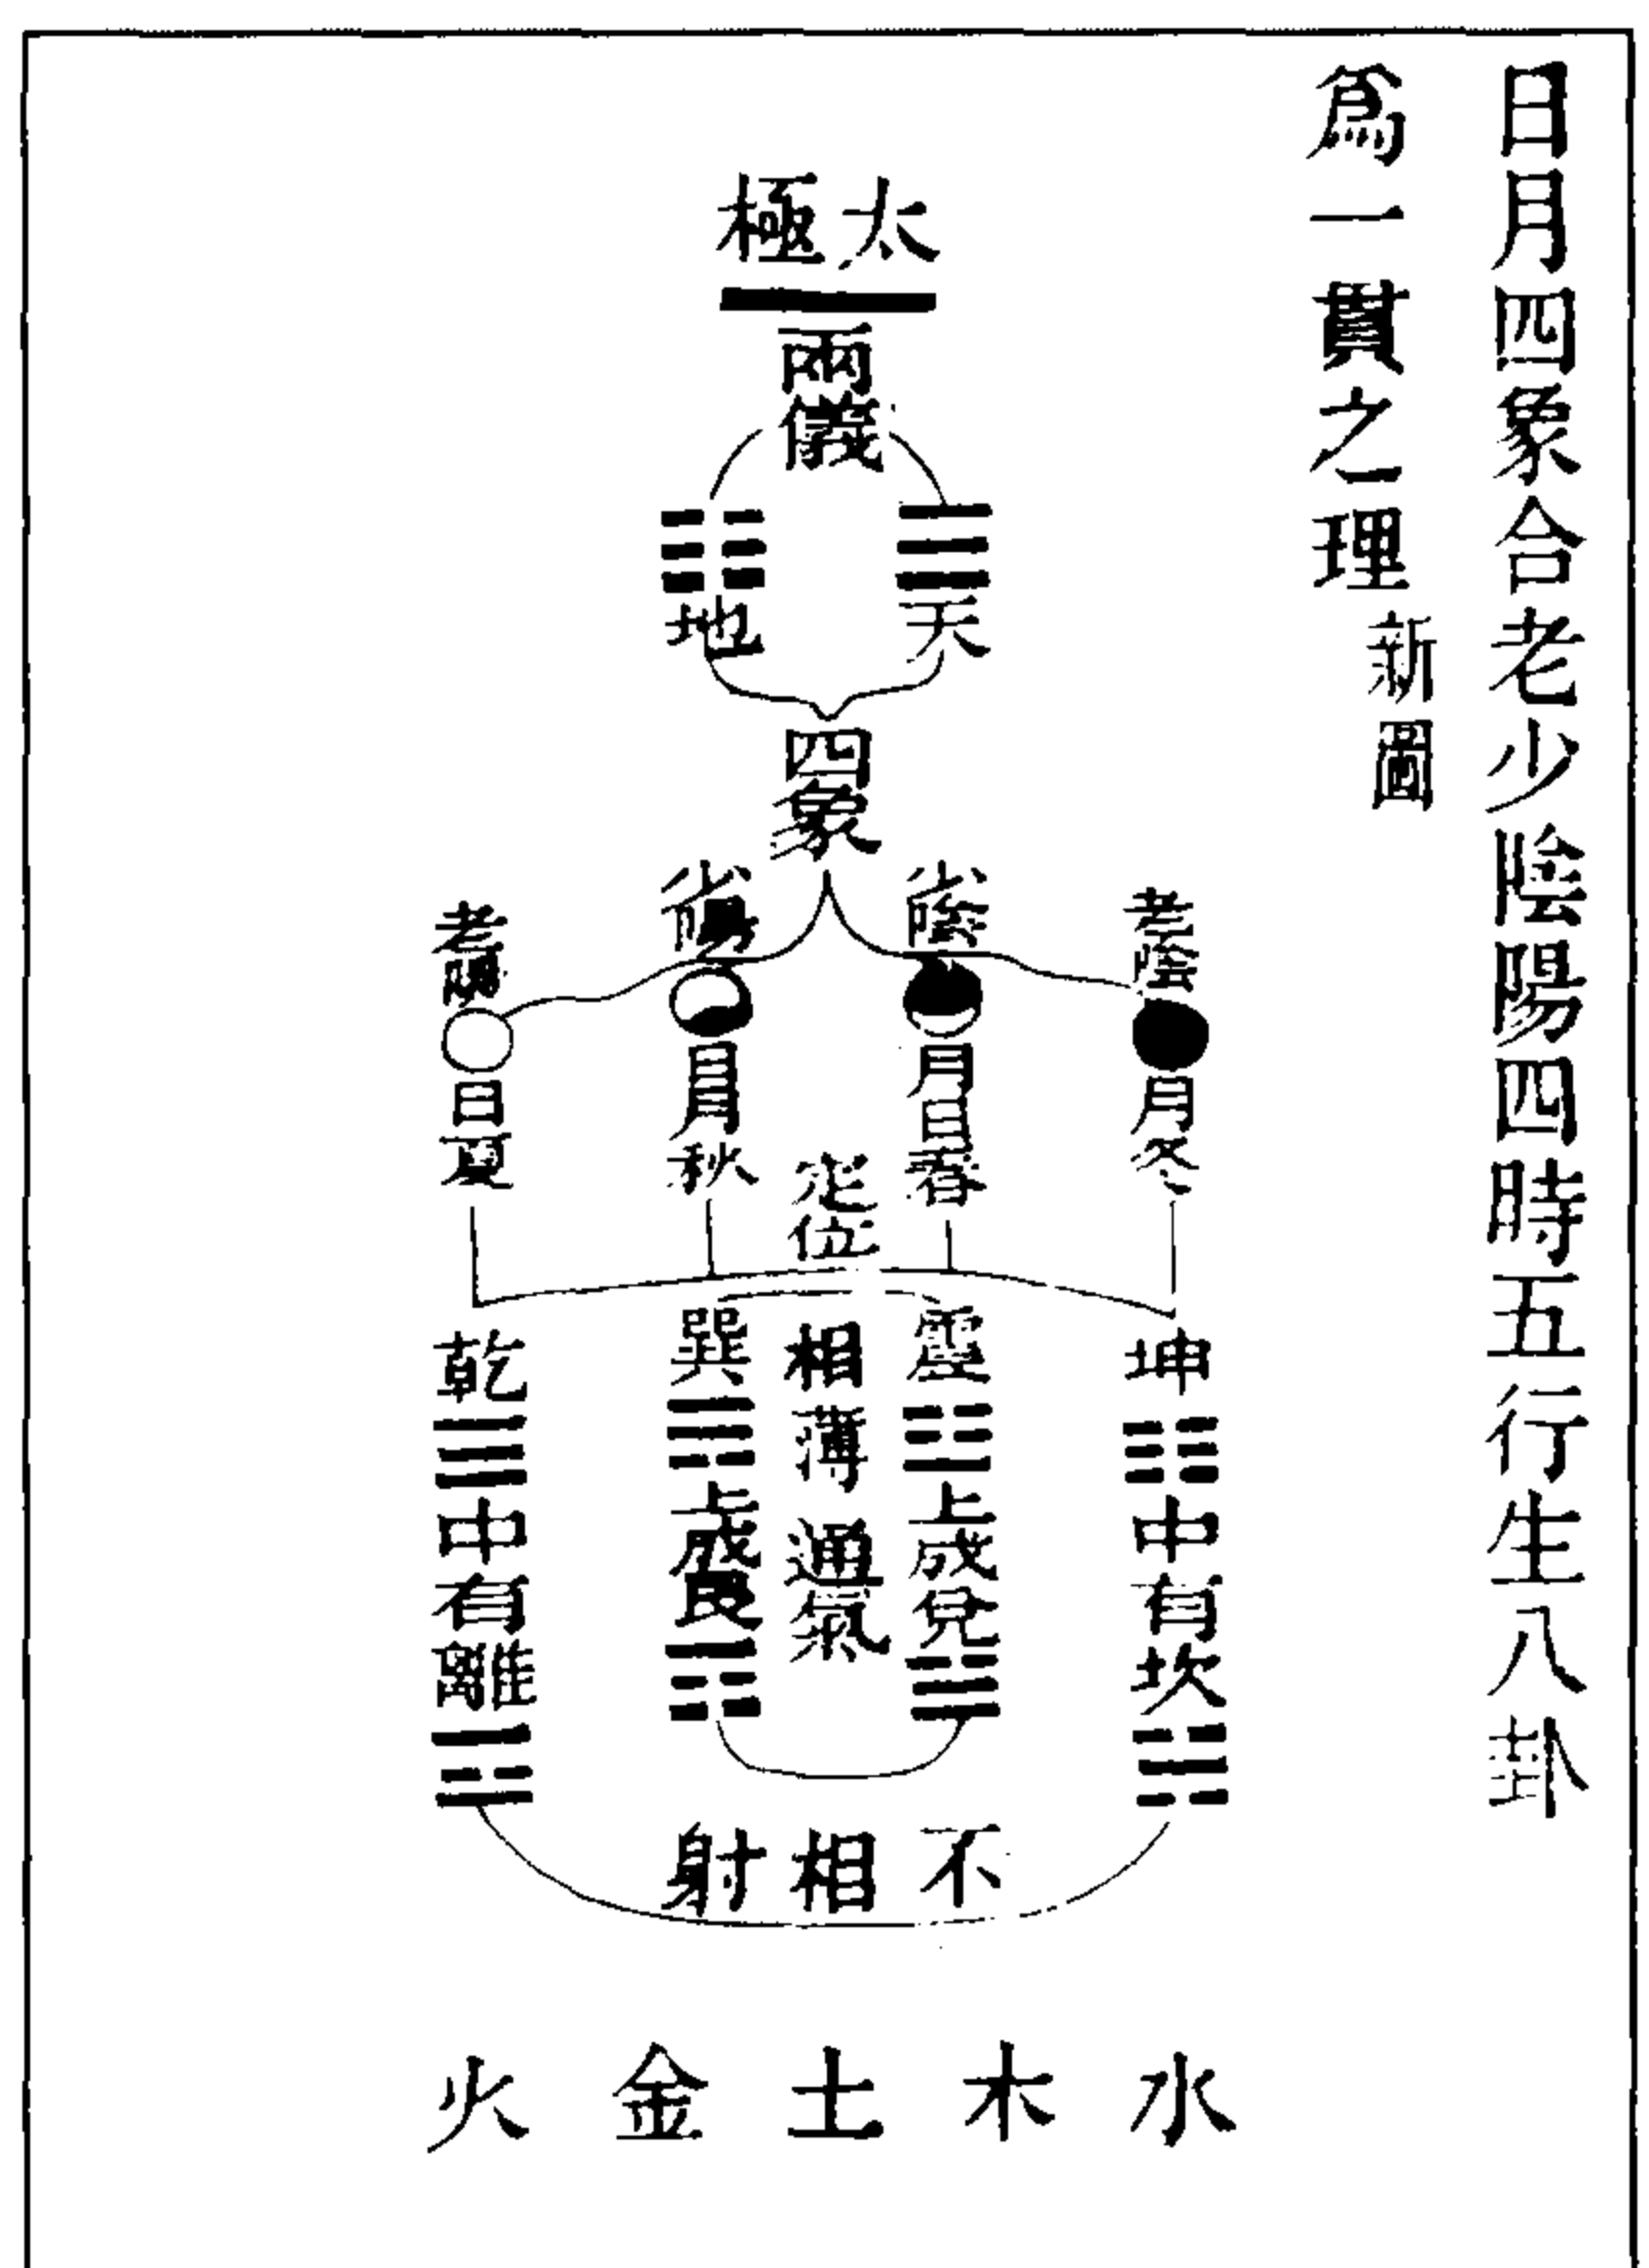 日月四象合老少陰陽四時五行生八卦
爲一貫之理
新圖
太極
兩儀
天
地
四象
老陰
月冬
少陰
月日春
少陽
日月秋
老陽
日夏
定位
坤
中有坎
震
上成兌
相薄
通氣
巽
上成艮
乾
中有離
不相射
水木土金火